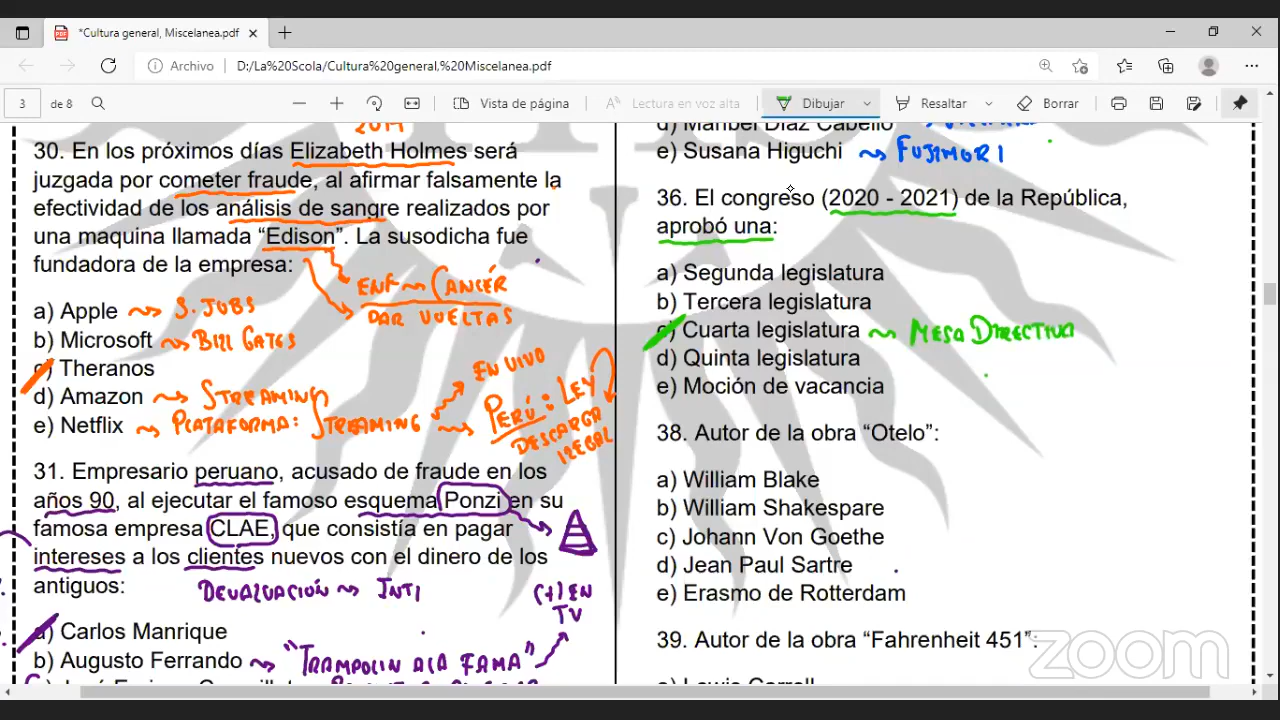 *Cultura general, Miscelanea.pdf
Archivo
D:/La%20Scola/Cultura%20general,%20Miscelanea.pdf
3
de 8
Vista de página
Lectura en voz alta
Dibujar
Resaltar
Borrar
2014
30. En los próximos días Elizabeth Holmes será
juzgada por cometer fraude, al afirmar falsamente la
efectividad de los análisis de sangre realizados por
una maquina llamada “Edison”. La susodicha fue
fundadora de la empresa:
ENF CANCÉR
DAR VUELTAS
a) Apple S. JOBS
b) Microsoft BILL GATES
c) Theranos
d) Amazon STREAMING
e) Netflix PLATAFORMA: STREAMING
EN VIVO
PERÚ: LEY
DESCARGA
ILEGAL
31. Empresario peruano, acusado de fraude en los
años 90, al ejecutar el famoso esquema Ponzi en su
famosa empresa CLAE, que consistía en pagar
intereses a los clientes nuevos con el dinero de los
antiguos:
DEVALUACIÓN INTI
(+) EN
TV
a) Carlos Manrique
b) Augusto Ferrando "TRAMPOLIN A LA FAMA"
d) Maribel Díaz Cabello
e) Susana Higuchi FUJIMORI
36. El congreso (2020 - 2021) de la República,
aprobó una:
a) Segunda legislatura
b) Tercera legislatura
c) Cuarta legislatura MESA DIRECTIVA
d) Quinta legislatura
e) Moción de vacancia
38. Autor de la obra “Otelo”:
a) William Blake
b) William Shakespare
c) Johann Von Goethe
d) Jean Paul Sartre
e) Erasmo de Rotterdam
39. Autor de la obra “Fahrenheit 451”:
a) Lewis Carroll
zoom